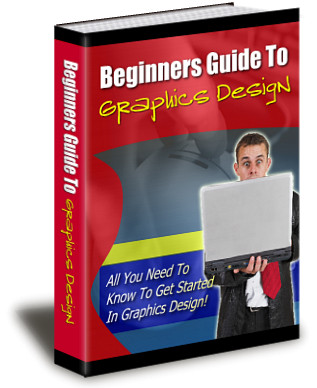 Beginners Guide To
Graphics Design
All You Need To
Know To Get Started
In Graphics Design!
Beginners Guide To Graphics Design